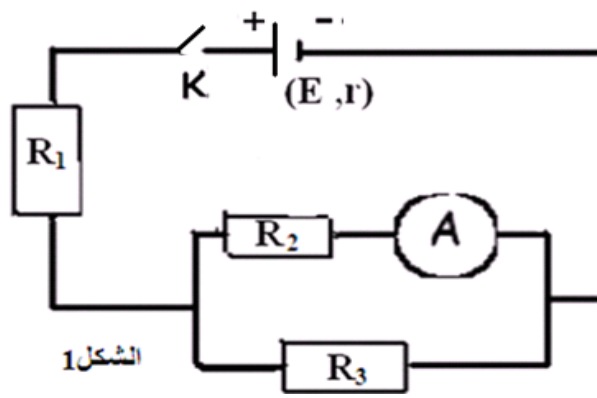 + -
K
(E ,r)
R₁
R₂
A
R₃
الشكل1